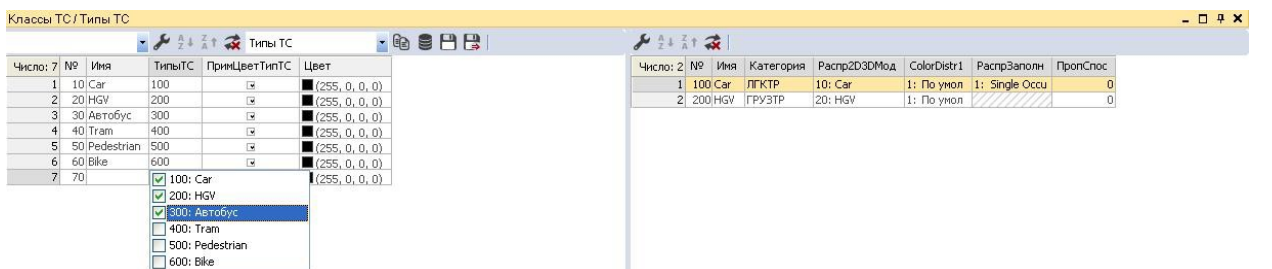 Классы ТС / Типы ТС
Типы ТС
Число: 7 № Имя ТипыТС ПримЦветТипТС Цвет
1 10 Car 100 (255, 0, 0, 0)
2 20 HGV 200 (255, 0, 0, 0)
3 30 Автобус 300 (255, 0, 0, 0)
4 40 Tram 400 (255, 0, 0, 0)
5 50 Pedestrian 500 (255, 0, 0, 0)
6 60 Bike 600 (255, 0, 0, 0)
7 70 (255, 0, 0, 0)
100: Car
200: HGV
300: Автобус
400: Tram
500: Pedestrian
600: Bike
Число: 2 № Имя Категория Распр2D3DМод ColorDistr1 РаспрЗаполн ПропСпос
1 100 Car ЛГКТР 10: Car 1: По умол 1: Single Occu 0
2 200 HGV ГРУЗТР 20: HGV 1: По умол 0